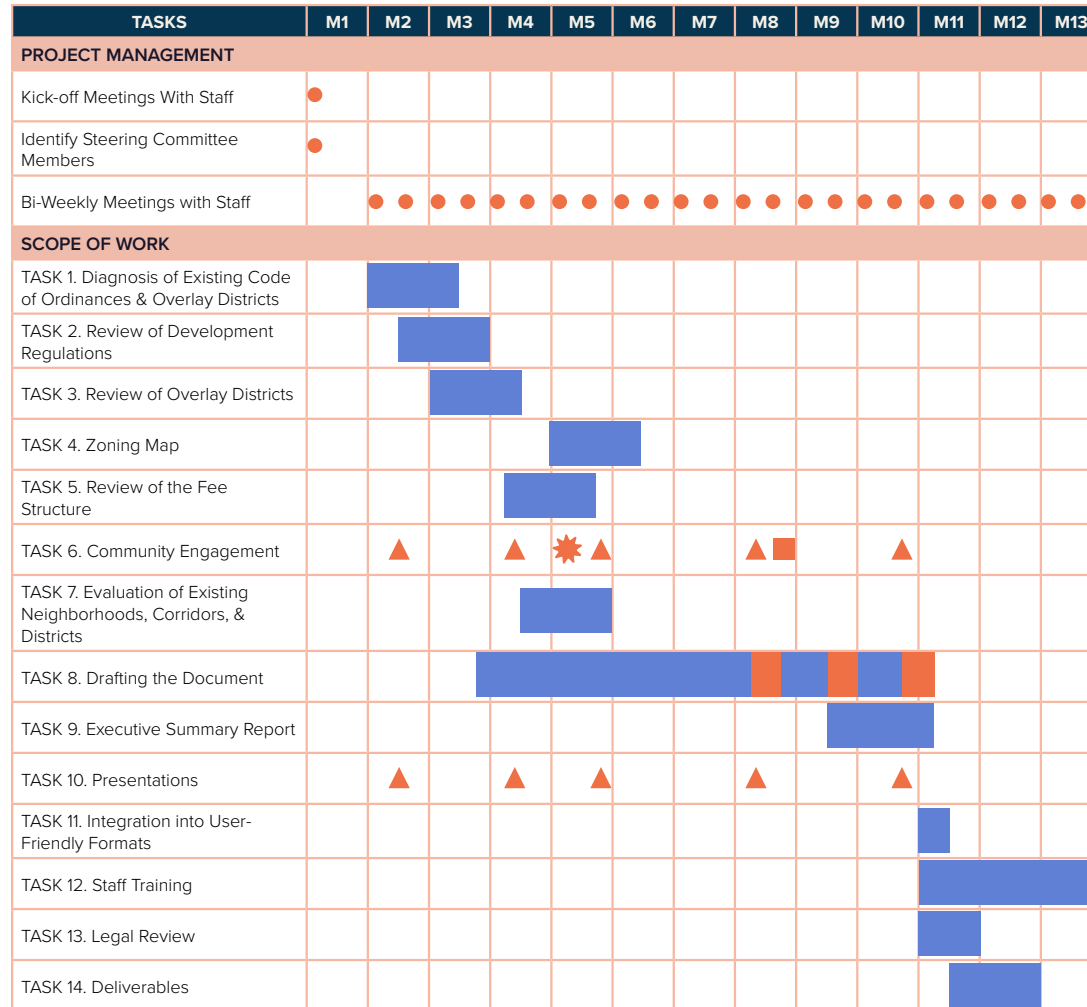 TASKS M1 M2 M3 M4 M5 M6 M7 M8 M9 M10 M11 M12 M13
PROJECT MANAGEMENT
Kick-off Meetings With Staff
Identify Steering Committee
Members
Bi-Weekly Meetings with Staff
SCOPE OF WORK
TASK 1. Diagnosis of Existing Code
of Ordinances & Overlay Districts
TASK 2. Review of Development
Regulations
TASK 3. Review of Overlay Districts
TASK 4. Zoning Map
TASK 5. Review of the Fee
Structure
TASK 6. Community Engagement
TASK 7. Evaluation of Existing
Neighborhoods, Corridors, &
Districts
TASK 8. Drafting the Document
TASK 9. Executive Summary Report
TASK 10. Presentations
TASK 11. Integration into User-
Friendly Formats
TASK 12. Staff Training
TASK 13. Legal Review
TASK 14. Deliverables